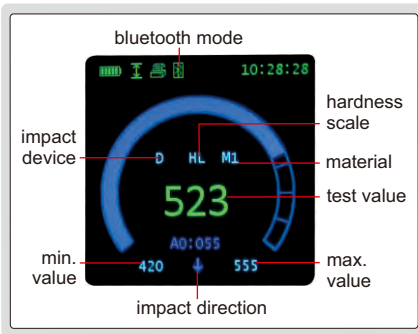 bluetooth mode
10:28:28
hardness
scale
impact
device
D HL M1
material
523
test value
A0:055
min.
value
420
555
max.
value
impact direction